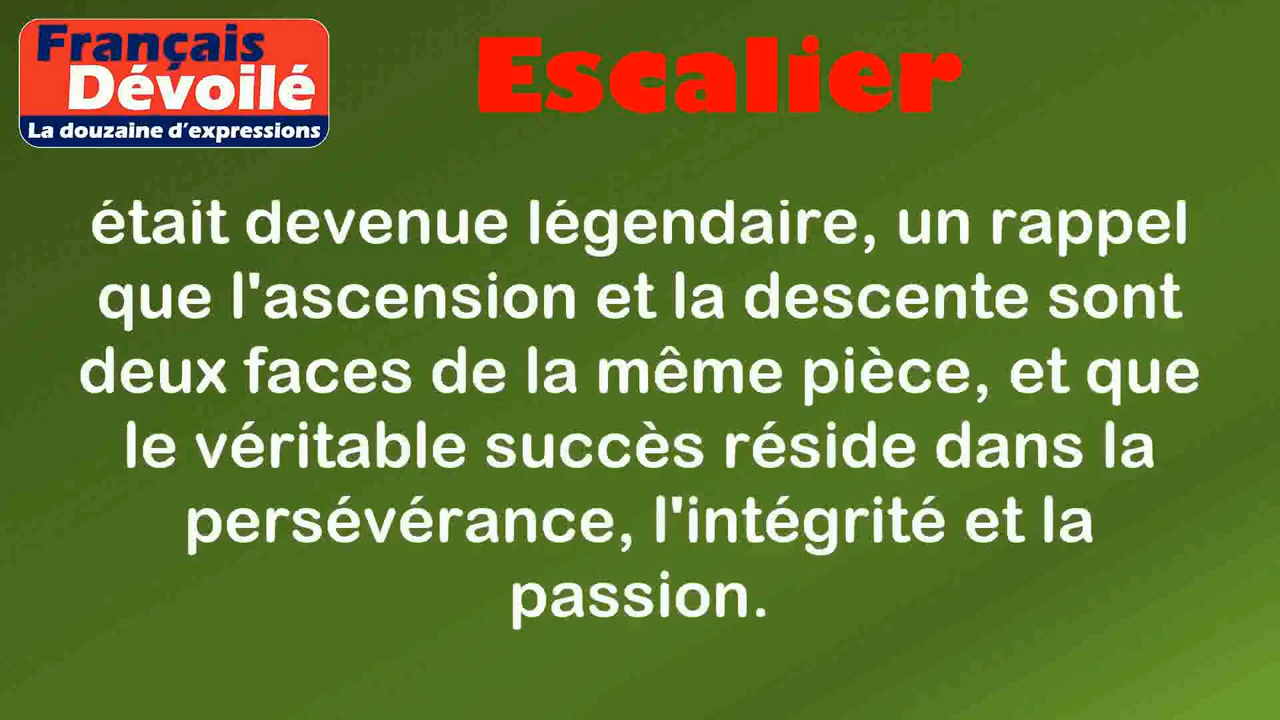 Français
Dévoilé
La douzaine d'expressions
Escalier
était devenue légendaire, un rappel
que l'ascension et la descente sont
deux faces de la même pièce, et que
le véritable succès réside dans la
persévérance, l'intégrité et la
passion.